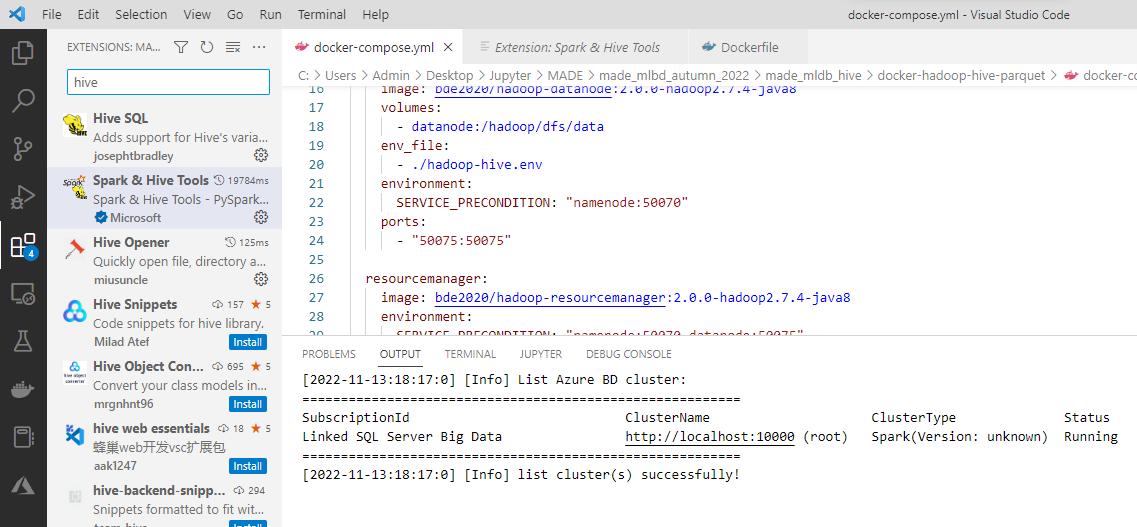 File Edit Selection View Go Run Terminal Help
docker-compose.yml - Visual Studio Code
EXTENSIONS: MA...
hive
Hive SQL
Adds support for Hive's varia...
josephtbradley
Spark & Hive Tools 19784ms
Spark & Hive Tools - PySpark...
Microsoft
Hive Opener 125ms
Quickly open file, directory a...
miusuncle
Hive Snippets 157 5
Code snippets for hive library.
Milad Atef Install
Hive Object Con... 695 5
Convert your class models in...
mrgnhnt96 Install
hive web essentials 18 5
蜂巢web开发vsc扩展包
aak1247 Install
hive-backend-snipp... 294
Snippets formatted to fit wit...
team-hive Install
4
docker-compose.yml Extension: Spark & Hive Tools Dockerfile
C: > Users > Admin > Desktop > Jupyter > MADE > made_mlbd_autumn_2022 > made_mldb_hive > docker-hadoop-hive-parquet > docker-co
16 image: bde2020/hadoop-datanode:2.0.0-hadoop2.7.4-java8
17 volumes:
18 - datanode:/hadoop/dfs/data
19 env_file:
20 - ./hadoop-hive.env
21 environment:
22 SERVICE_PRECONDITION: "namenode:50070"
23 ports:
24 - "50075:50075"
25
26 resourcemanager:
27 image: bde2020/hadoop-resourcemanager:2.0.0-hadoop2.7.4-java8
28 environment:
29 SERVICE_PRECONDITION: "namenode:50070 datanode:50075"
PROBLEMS OUTPUT TERMINAL JUPYTER DEBUG CONSOLE
[2022-11-13:18:17:0] [Info] List Azure BD cluster:
=========================================================
SubscriptionId ClusterName ClusterType Status
Linked SQL Server Big Data http://localhost:10000 (root) Spark(Version: unknown) Running
=========================================================
[2022-11-13:18:17:0] [Info] list cluster(s) successfully!